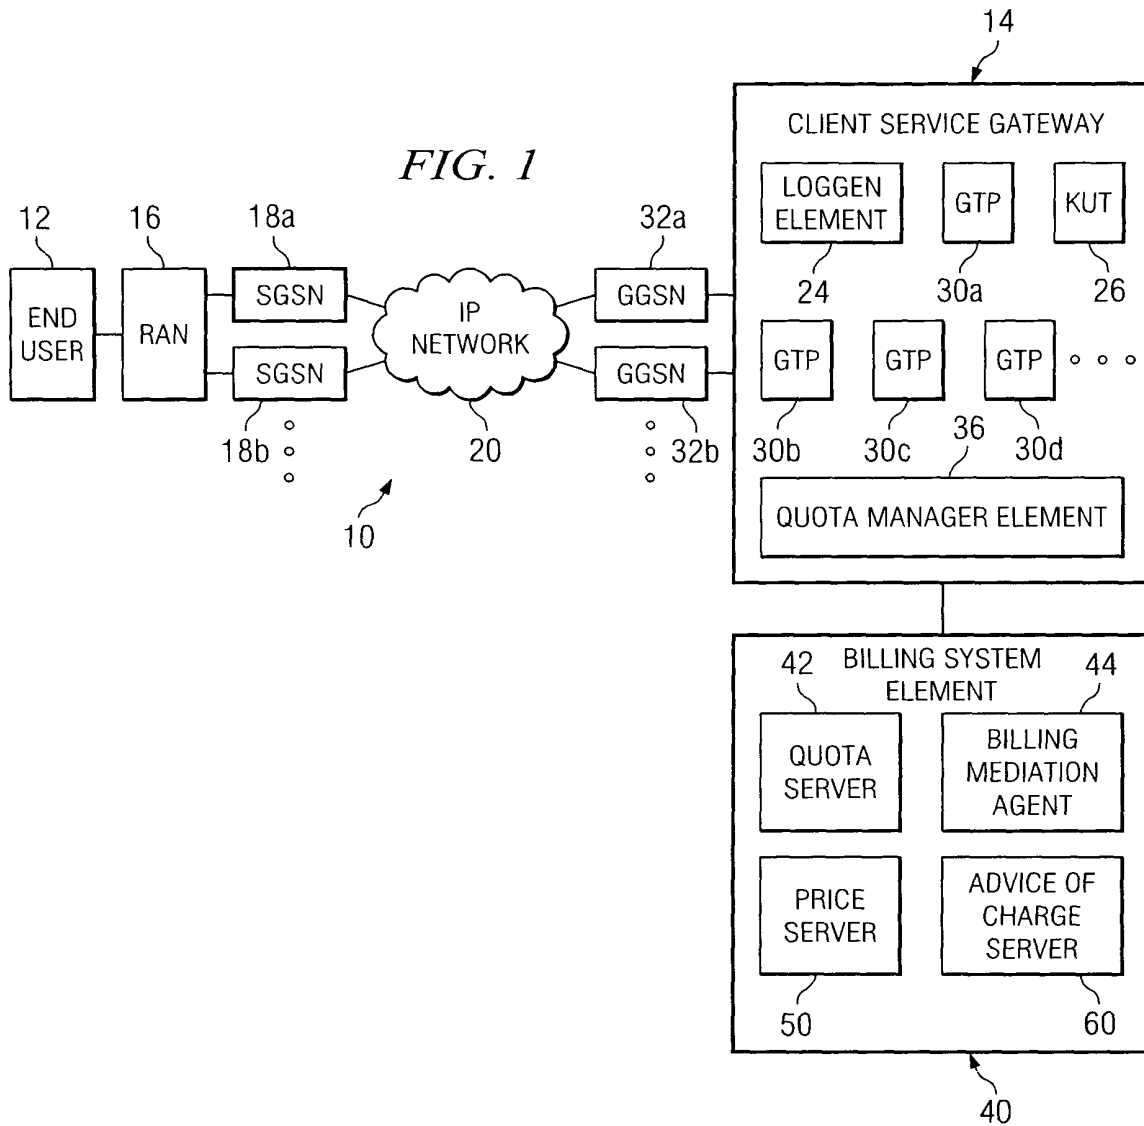 14
CLIENT SERVICE GATEWAY
FIG. 1
LOGGEN
ELEMENT
GTP
KUT
12
16
18a
32a
24
30a
26
END
USER
RAN
SGSN
IP
NETWORK
GGSN
SGSN
GGSN
GTP
GTP
GTP
18b
20
32b
30b
30c
30d
36
10
QUOTA MANAGER ELEMENT
42
BILLING SYSTEM
ELEMENT
44
QUOTA
SERVER
BILLING
MEDIATION
AGENT
PRICE
SERVER
ADVICE OF
CHARGE
SERVER
50
60
40